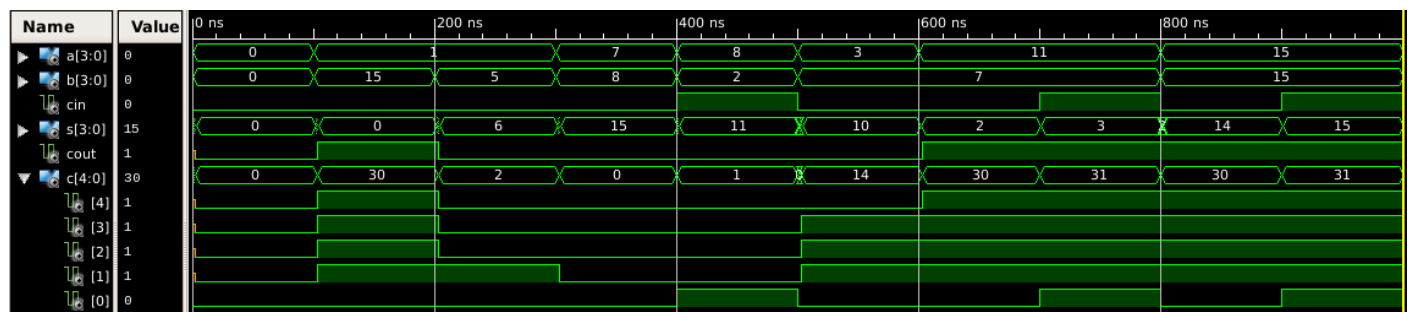 Name Value 0 ns 200 ns 400 ns 600 ns 800 ns
a[3:0] 0 0 1 7 8 3 11 15
b[3:0] 0 0 15 5 8 2 7 15
cin 0
s[3:0] 15 0 0 6 15 11 10 2 3 14 15
cout 1
c[4:0] 30 0 30 2 0 1 14 30 31 30 31
[4] 1
[3] 1
[2] 1
[1] 1
[0] 0